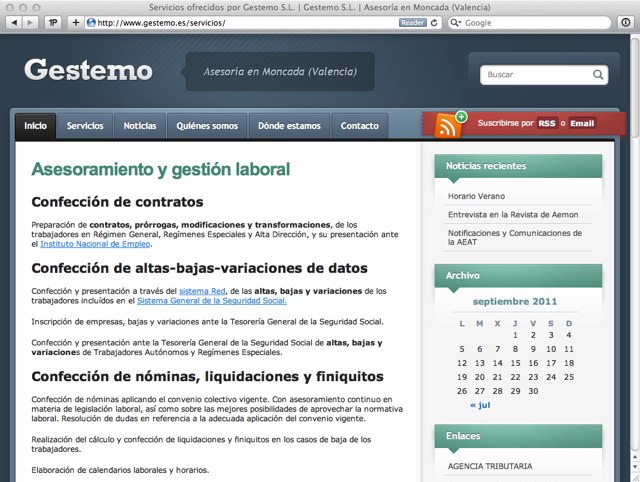 Servicios ofrecidos por Gestemo S.L. | Gestemo S.L. | Asesoría en Moncada (Valencia)
1P
http://www.gestemo.es/servicios/
Reader
Google
Gestemo
Asesoría en Moncada (Valencia)
Buscar
Inicio Servicios Noticias Quiénes somos Dónde estamos Contacto
Suscribirse por RSS o Email
Asesoramiento y gestión laboral
Confección de contratos
Preparación de contratos, prórrogas, modificaciones y transformaciones, de los
trabajadores en Régimen General, Regímenes Especiales y Alta Dirección, y su presentación ante
el Instituto Nacional de Empleo.
Confección de altas-bajas-variaciones de datos
Confección y presentación a través del sistema Red, de las altas, bajas y variaciones de los
trabajadores incluídos en el Sistema General de la Seguridad Social.
Inscripción de empresas, bajas y variaciones ante la Tesorería General de la Seguridad Social.
Confección y presentación ante la Tesorería General de la Seguridad Social de altas, bajas y
variaciones de Trabajadores Autónomos y Regímenes Especiales.
Confección de nóminas, liquidaciones y finiquitos
Confección de nóminas aplicando el convenio colectivo vigente. Con asesoramiento continuo en
materia de legislación laboral, así como sobre las mejores posibilidades de aprovechar la normativa
laboral. Resolución de dudas en referencia a la adecuada aplicación del convenio vigente.
Realización del cálculo y confección de liquidaciones y finiquitos en los casos de baja de los
trabajadores.
Elaboración de calendarios laborales y horarios.
Noticias recientes
Horario Verano
Entrevista en la Revista de Aemon
Notificaciones y Comunicaciones de
la AEAT
Archivo
septiembre 2011
L M X J V S D
1 2 3 4
5 6 7 8 9 10 11
12 13 14 15 16 17 18
19 20 21 22 23 24 25
26 27 28 29 30
« jul
Enlaces
AGENCIA TRIBUTARIA